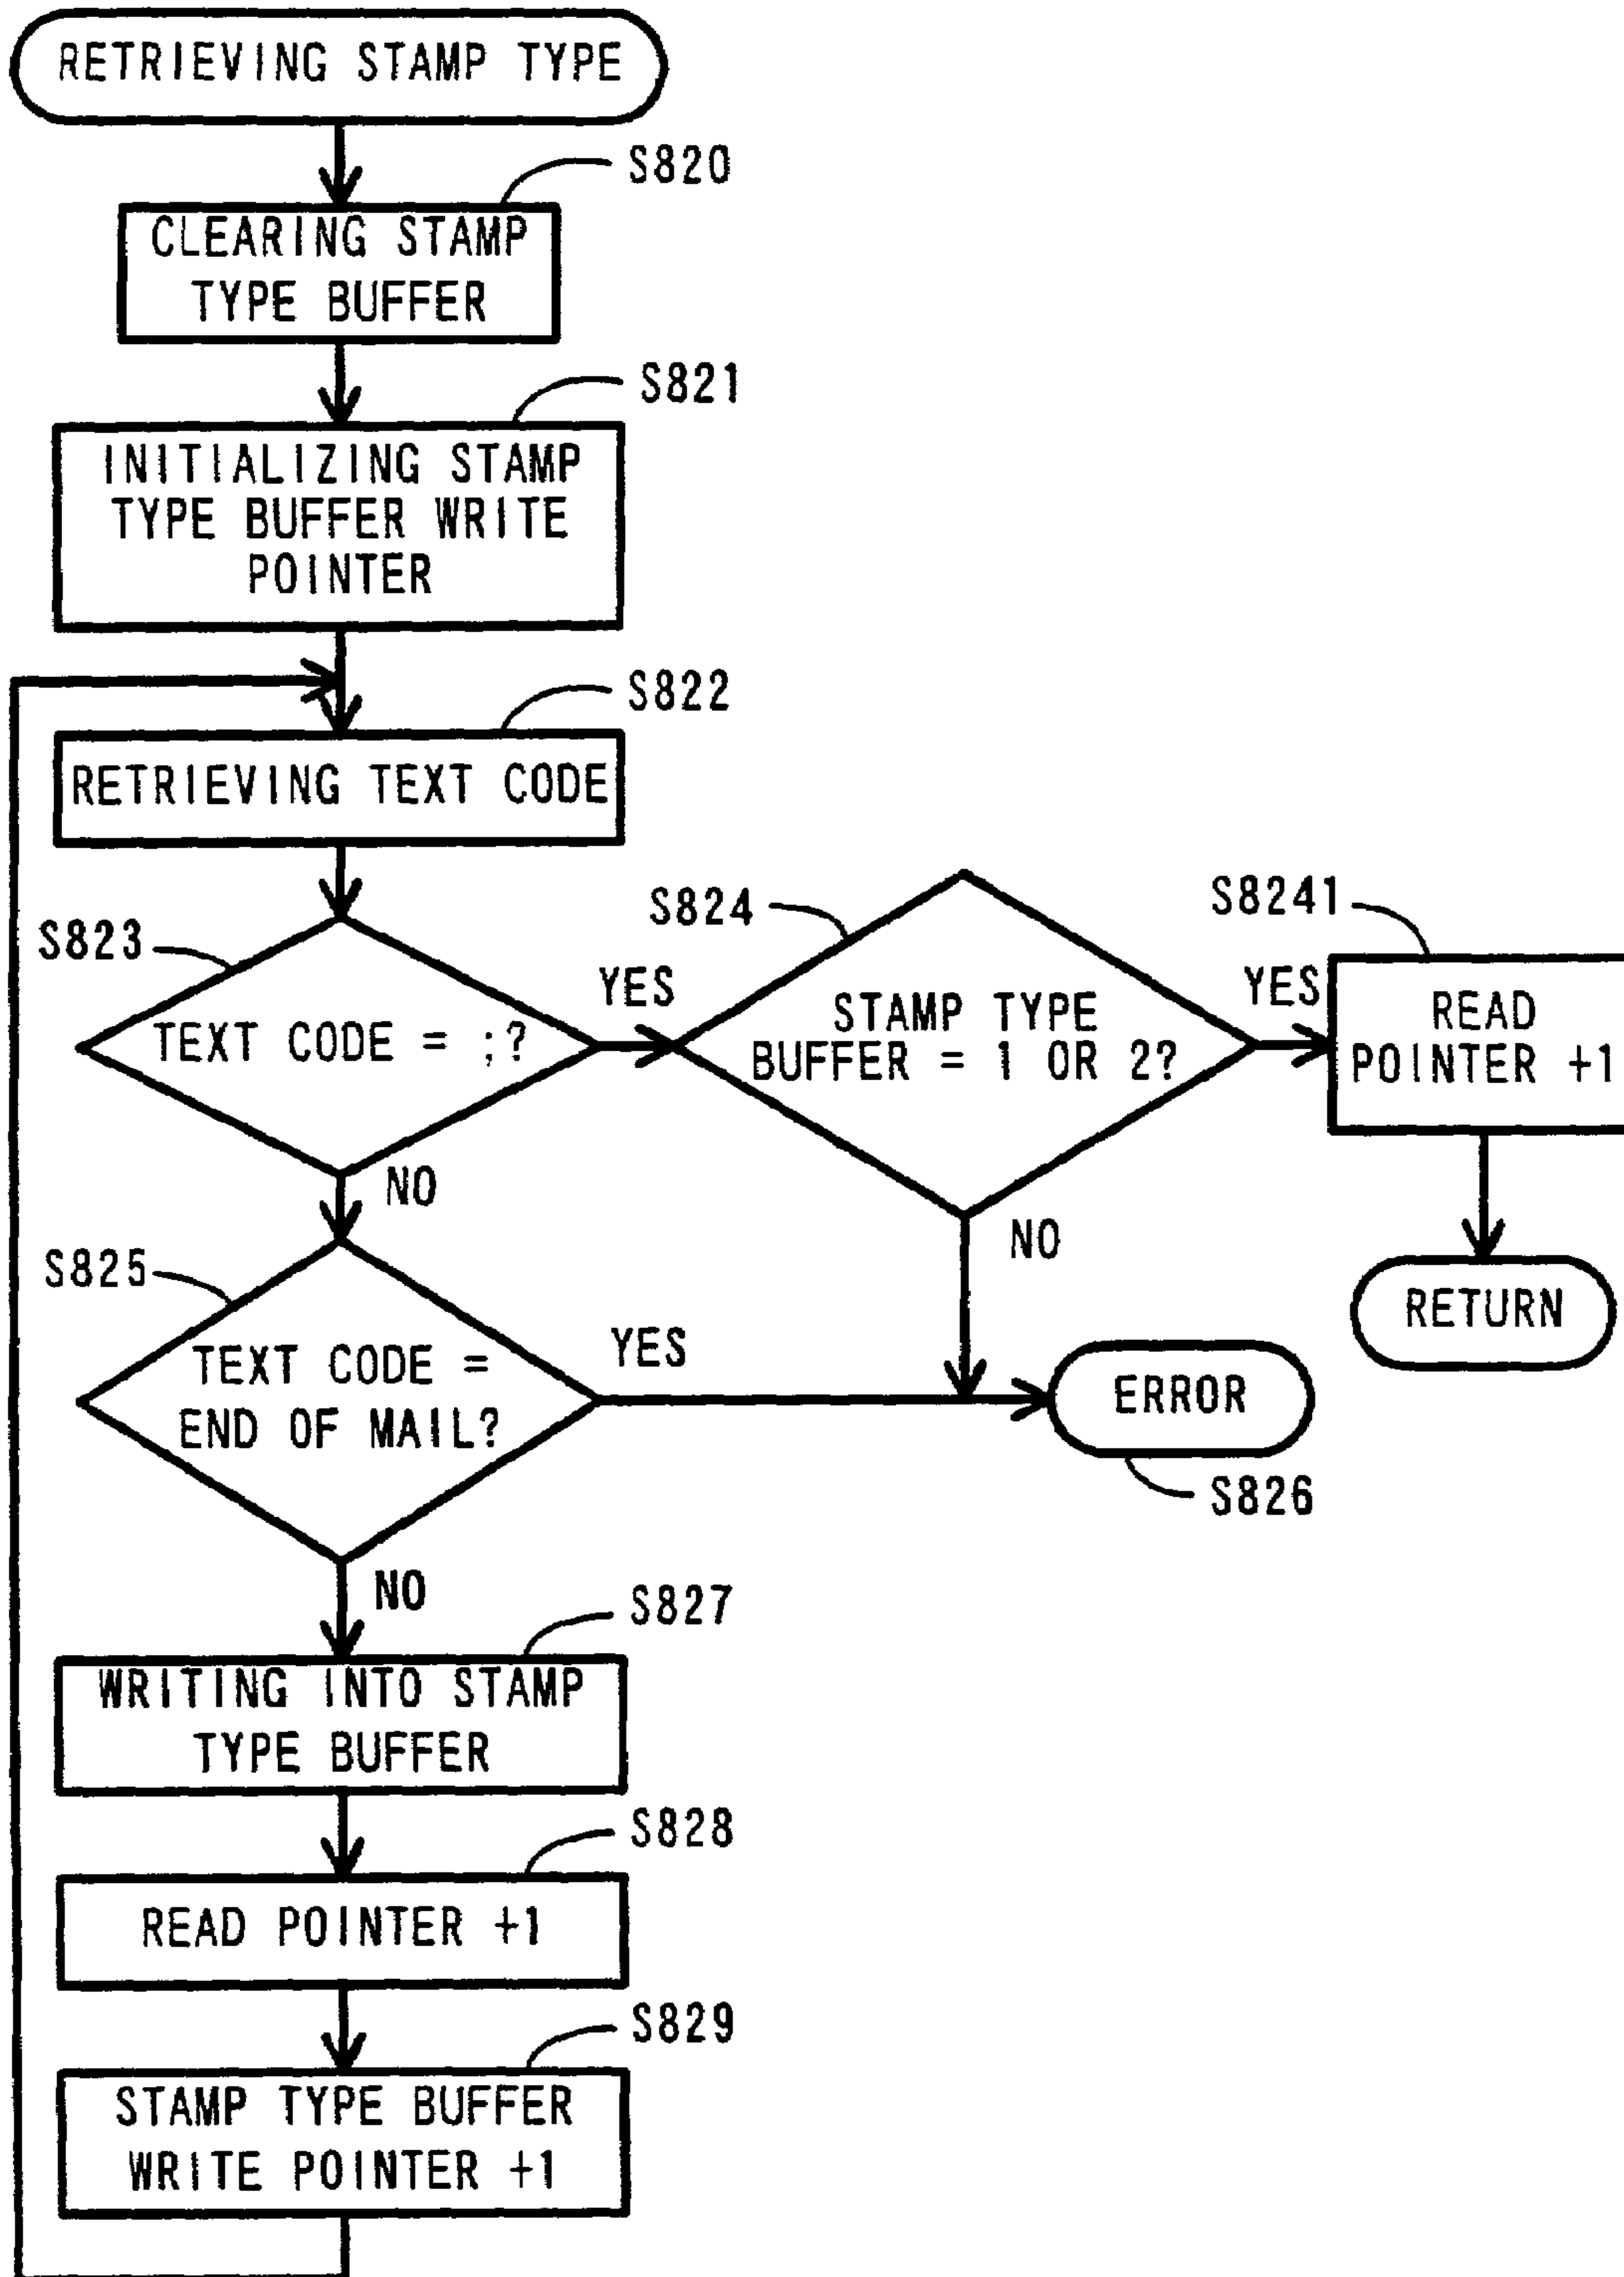 RETRIEVING STAMP TYPE
S820
CLEARING STAMP
TYPE BUFFER
S821
INITIALIZING STAMP
TYPE BUFFER WRITE
POINTER
S822
RETRIEVING TEXT CODE
S823
TEXT CODE = ;?
YES
NO
S824
STAMP TYPE
BUFFER = 1 OR 2?
YES
NO
S8241
READ
POINTER +1
RETURN
S825
TEXT CODE =
END OF MAIL?
YES
NO
ERROR
S826
S827
WRITING INTO STAMP
TYPE BUFFER
S828
READ POINTER +1
S829
STAMP TYPE BUFFER
WRITE POINTER +1